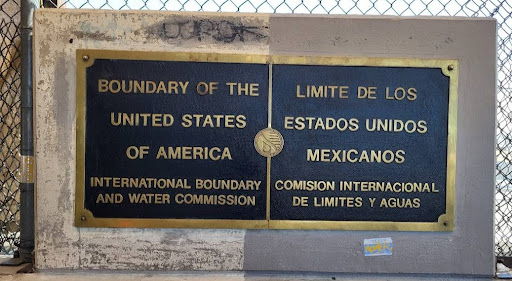 BOUNDARY OF THE
UNITED STATES
OF AMERICA
INTERNATIONAL BOUNDARY
AND WATER COMMISSION
LIMITE DE LOS
ESTADOS UNIDOS
MEXICANOS
COMISION INTERNACIONAL
DE LIMITES Y AGUAS